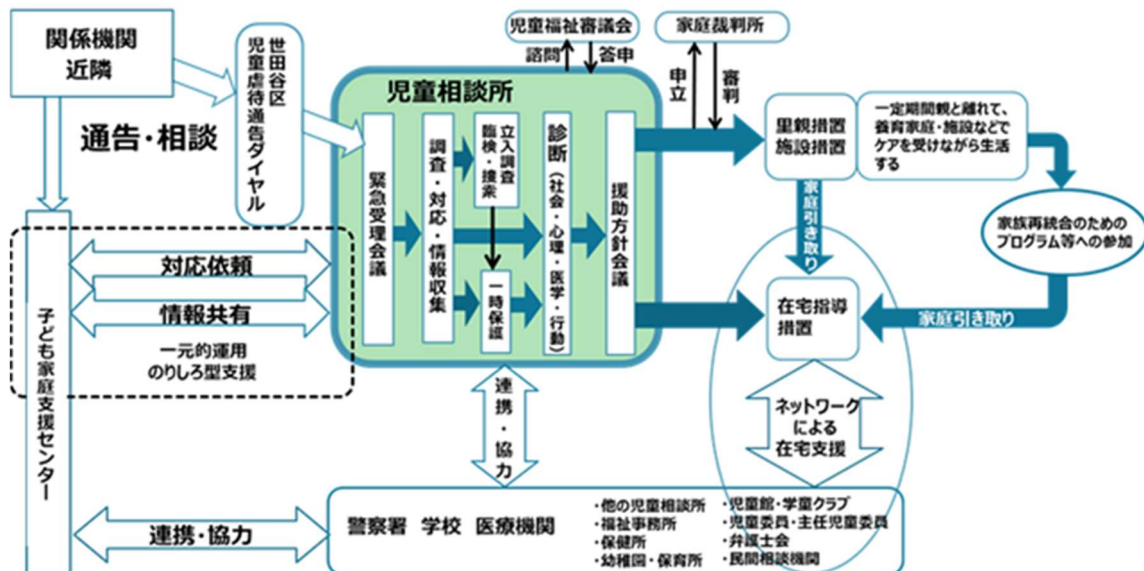 関係機関
近隣
世田谷区
児童虐待通告ダイヤル
通告・相談
児童福祉審議会
諮問
答申
家庭裁判所
申立
審判
児童相談所
緊急受理会議
調査・対応・情報収集
立入調査
臨検・捜索
一時保護
診断（社会・心理・医学・行動）
援助方針会議
里親措置
施設措置
一定期間親と離れて、
養育家庭・施設などで
ケアを受けながら生活
する
家庭引き取り
家族再統合のための
プログラム等への参加
在宅指導
措置
家庭引き取り
対応依頼
情報共有
一元的運用
のりしろ型支援
子ども家庭支援センター
連携・協力
ネットワーク
による
在宅支援
連携・協力
警察署 学校 医療機関
・他の児童相談所
・福祉事務所
・保健所
・幼稚園・保育所
・児童館・学童クラブ
・児童委員・主任児童委員
・弁護士会
・民間相談機関